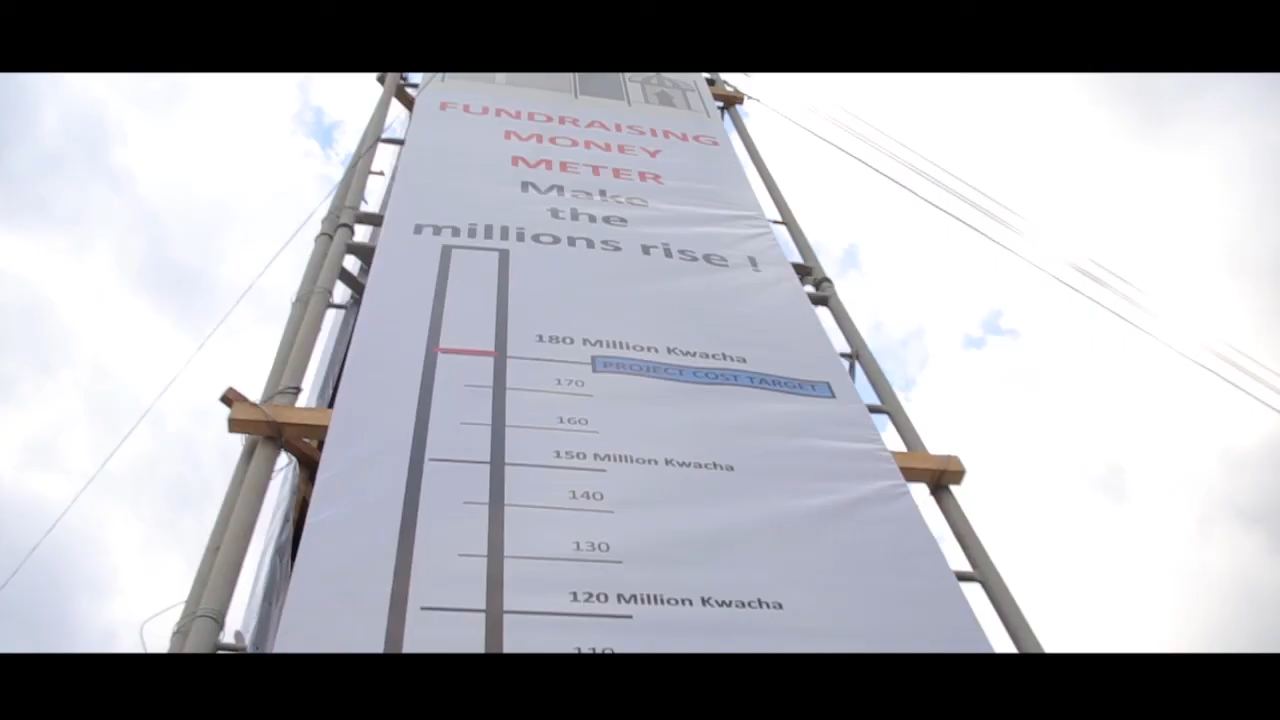 FUNDRAISING
MONEY
METER
Make
the
millions rise !
180 Million Kwacha
PROJECT COST TARGET
170
160
150 Million Kwacha
140
130
120 Million Kwacha
110